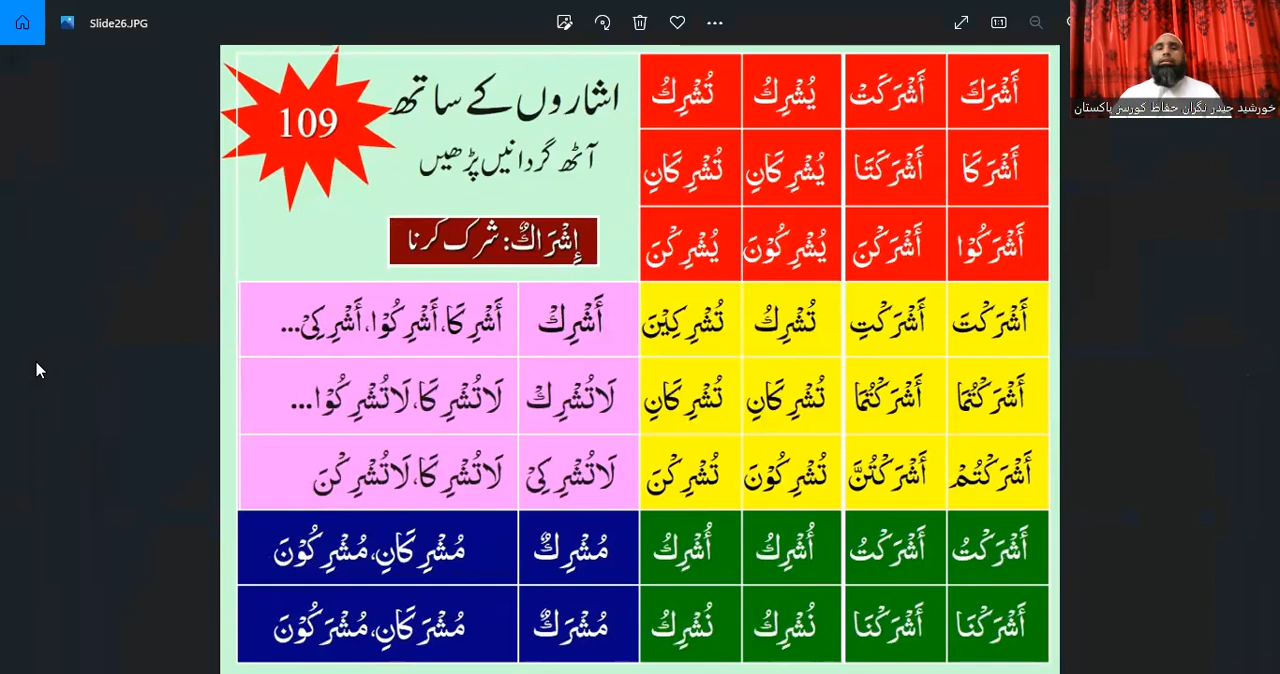 Slide26.JPG
خورشید حیدر نگران حفاظ کورسز پاکستان
109
اشاروں کے ساتھ
آٹھ گردانیں پڑھیں
إِشْرَاكٌ: شرک کرنا
أَشْرَكَ أَشْرَكَتْ يُشْرِكُ تُشْرِكُ
أَشْرَكَا أَشْرَكَتَا يُشْرِكَانِ تُشْرِكَانِ
أَشْرَكُوْا أَشْرَكْنَ يُشْرِكُوْنَ يُشْرِكْنَ
أَشْرَكْتَ أَشْرَكْتِ تُشْرِكُ تُشْرِكِيْنَ أَشْرِكْ أَشْرِكَا، أَشْرِكُوْا، أَشْرِكِيْ...
أَشْرَكْتُمَا أَشْرَكْتُمَا تُشْرِكَانِ تُشْرِكَانِ لَاتُشْرِكْ لَاتُشْرِكَا، لَاتُشْرِكُوْا...
أَشْرَكْتُمْ أَشْرَكْتُنَّ تُشْرِكُوْنَ تُشْرِكْنَ لَاتُشْرِكِيْ لَاتُشْرِكَا، لَاتُشْرِكْنَ
أَشْرَكْتُ أَشْرَكْتُ أُشْرِكُ أُشْرِكُ مُشْرِكٌ مُشْرِكَانِ، مُشْرِكُوْنَ
أَشْرَكْنَا أَشْرَكْنَا نُشْرِكُ نُشْرِكُ مُشْرَكٌ مُشْرَكَانِ، مُشْرَكُوْنَ